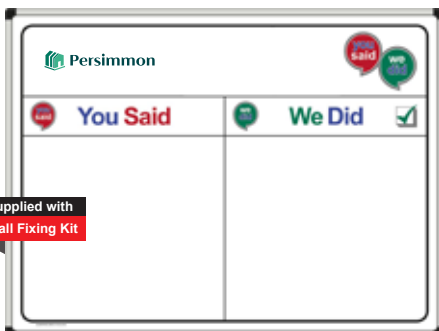 Persimmon
you
said
we
did
You Said
We Did
upplied with
all Fixing Kit